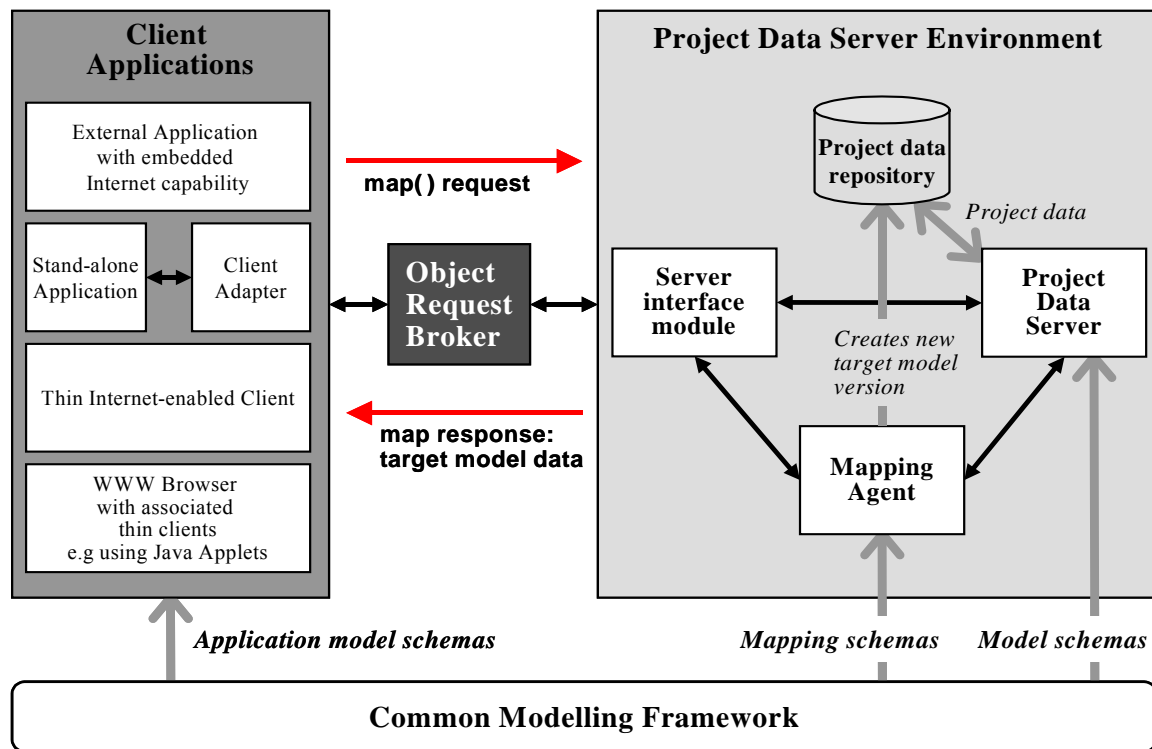 Client
Applications
External Application
with embedded
Internet capability
Stand-alone
Application
Client
Adapter
Thin Internet-enabled Client
WWW Browser
with associated
thin clients
e.g using Java Applets
map( ) request
Object
Request
Broker
map response:
target model data
Project Data Server Environment
Project data
repository
Project data
Server
interface
module
Project
Data
Server
Creates new
target model
version
Mapping
Agent
Application model schemas
Mapping schemas
Model schemas
Common Modelling Framework